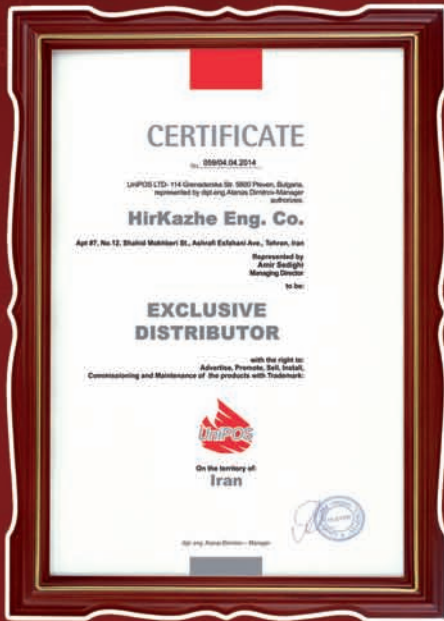 CERTIFICATE
No. 059/04.04.2014
UniPOS LTD- 114 Grenaderska Str. 5800 Pleven, Bulgaria,
represented by dipl.eng.Atanas Dimitrov-Manager
authorizes:
HirKazhe Eng. Co.
Apt #7, No.12, Shahid Mokhberi St., Ashrafi Esfahani Ave., Tehran, Iran
Represented by
Amir Sedighi
Managing Director
to be:
EXCLUSIVE
DISTRIBUTOR
with the right to:
Advertise, Promote, Sell, Install,
Commissioning and Maintenance of the products with Trademark:
UniPOS
On the territory of:
Iran
dipl. eng. Atanas Dimitrov - Manager